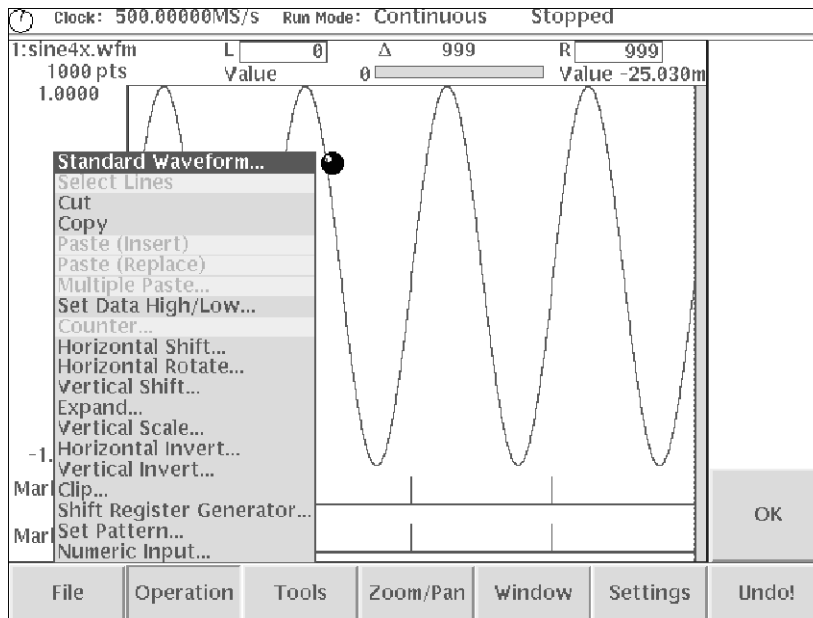 Clock: 500.00000MS/s Run Mode: Continuous Stopped
1:sine4x.wfm L 0 Δ 999 R 999
1000 pts Value 0 Value -25.030m
1.0000
Standard Waveform...
Select Lines
Cut
Copy
Paste (Insert)
Paste (Replace)
Multiple Paste...
Set Data High/Low...
Counter...
Horizontal Shift...
Horizontal Rotate...
Vertical Shift...
Expand...
Vertical Scale...
-1. Horizontal Invert...
Vertical Invert...
Mark Clip...
Shift Register Generator...
Mark Set Pattern...
Numeric Input...
OK
File Operation Tools Zoom/Pan Window Settings Undo!